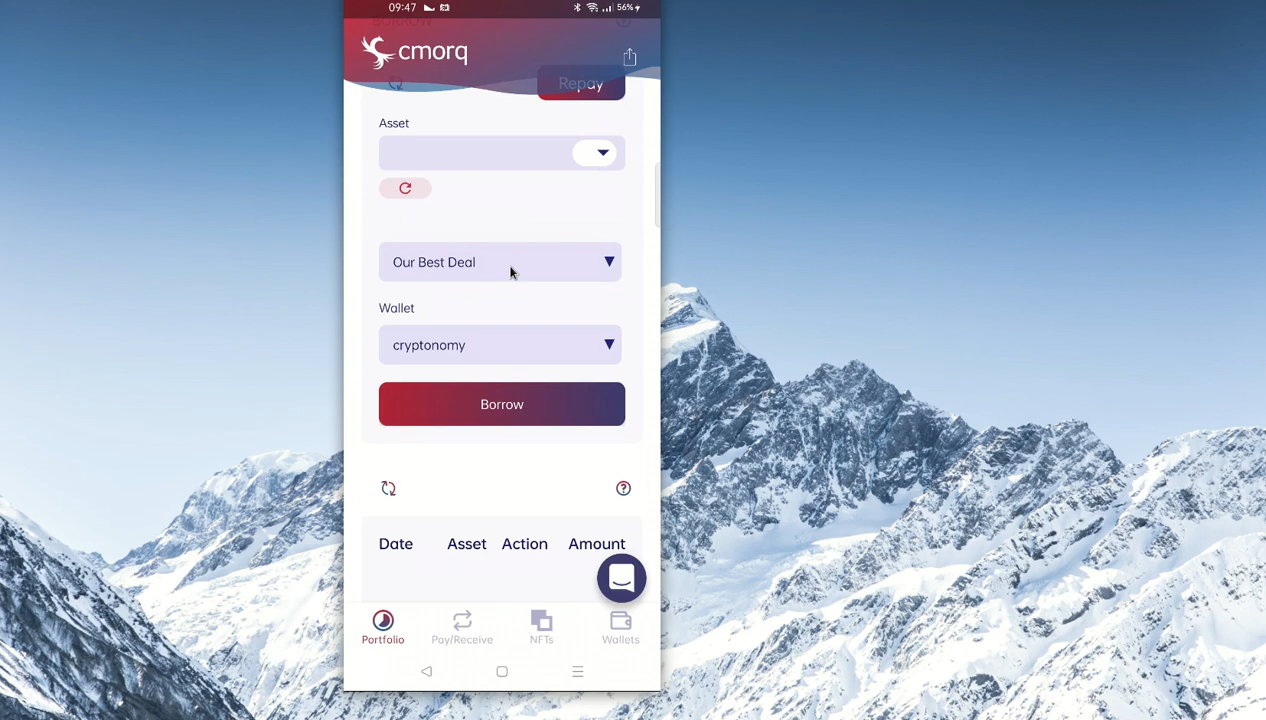 09:47
56%
BORROW
cmorq
Repay
Asset
Our Best Deal
Wallet
cryptonomy
Borrow
Date Asset Action Amount
Portfolio Pay/Receive NFTs Wallets